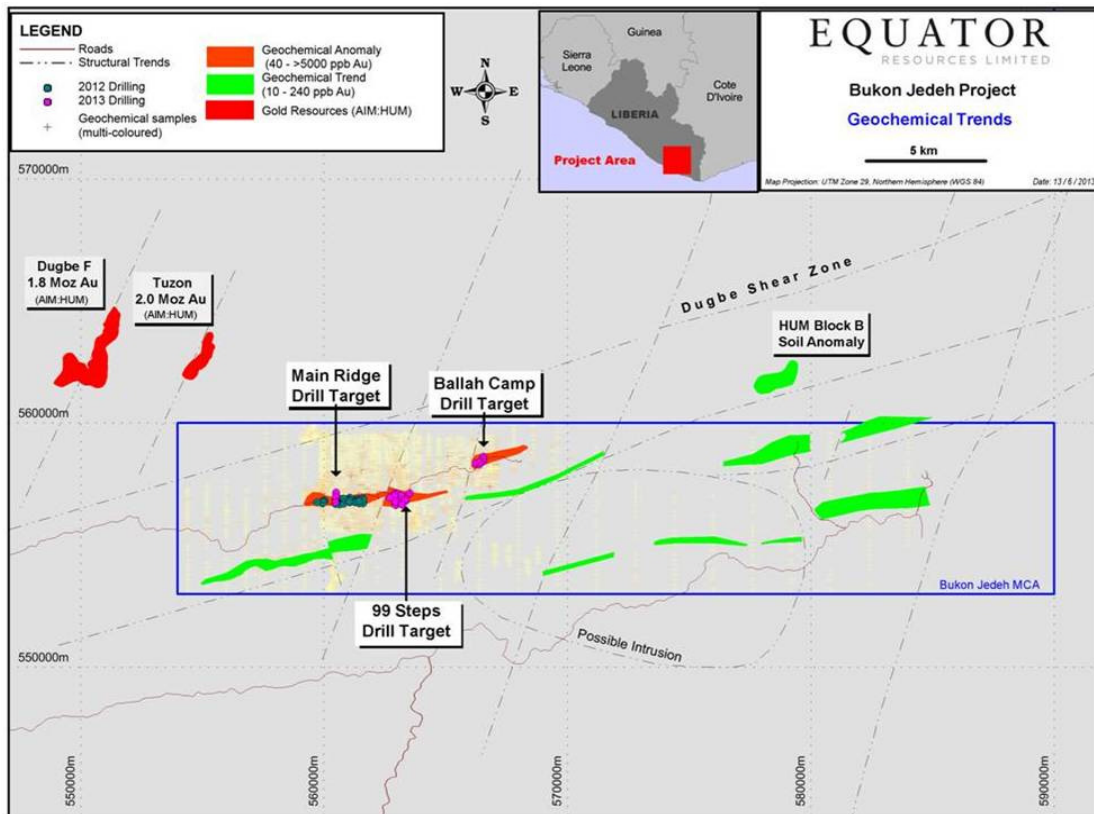 LEGEND
Roads
Structural Trends
2012 Drilling
2013 Drilling
Geochemical samples
(multi-coloured)
Geochemical Anomaly
(40 - >5000 ppb Au)
Geochemical Trend
(10 - 240 ppb Au)
Gold Resources (AIM:HUM)
N
W E
S
Guinea
Sierra
Leone
Cote
D'Ivoire
LIBERIA
Project Area
EQUATOR
RESOURCES LIMITED
Bukon Jedeh Project
Geochemical Trends
5 km
Map Projection: UTM Zone 29, Northern Hemisphere (WGS 84)
Date: 13 / 6 / 2013
570000m
Dugbe F
1.8 Moz Au
(AIM:HUM)
Tuzon
2.0 Moz Au
(AIM:HUM)
Dugbe Shear Zone
HUM Block B
Soil Anomaly
Main Ridge
Drill Target
Ballah Camp
Drill Target
560000m
99 Steps
Drill Target
Bukon Jedeh MCA
Possible Intrusion
550000m
550000m
560000m
570000m
580000m
590000m